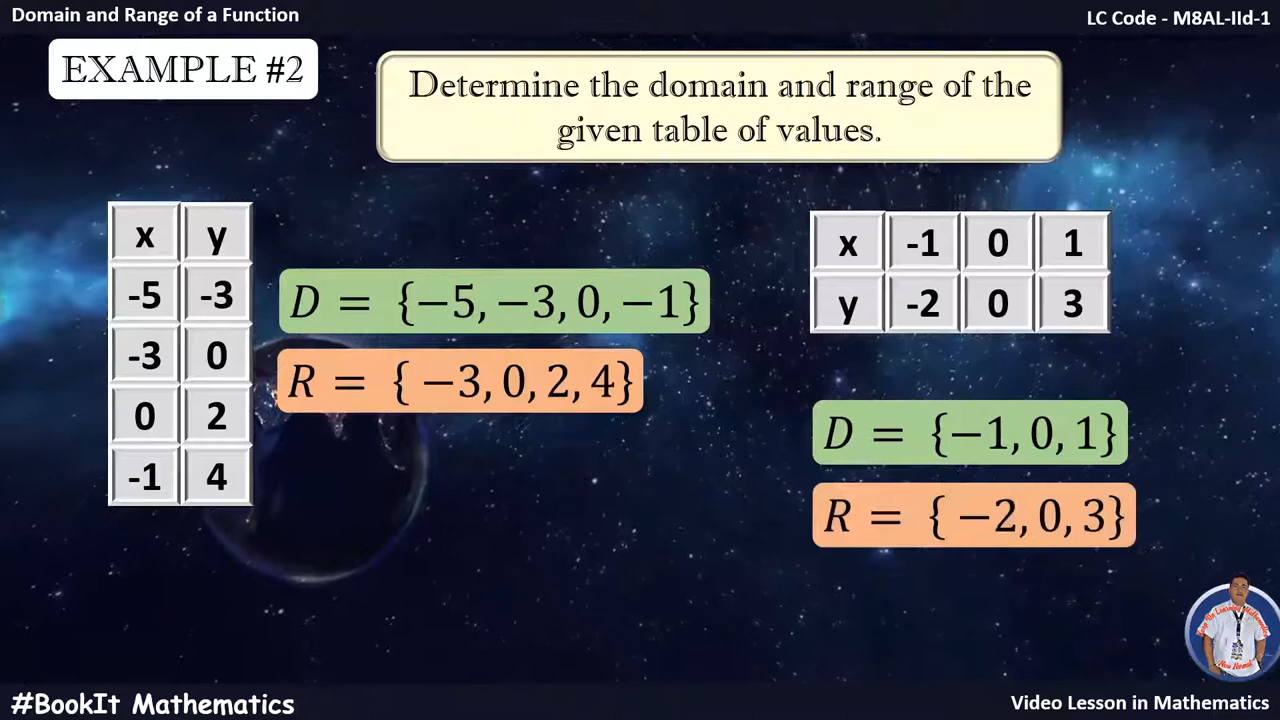 Domain and Range of a Function
LC Code - M8AL-IId-1
EXAMPLE #2
Determine the domain and range of the
given table of values.
x y
-5 -3
-3 0
0 2
-1 4
D = {−5, −3, 0, −1}
R = { −3, 0, 2, 4}
x -1 0 1
y -2 0 3
D = {−1, 0, 1}
R = { −2, 0, 3}
#BookIt Mathematics
Video Lesson in Mathematics